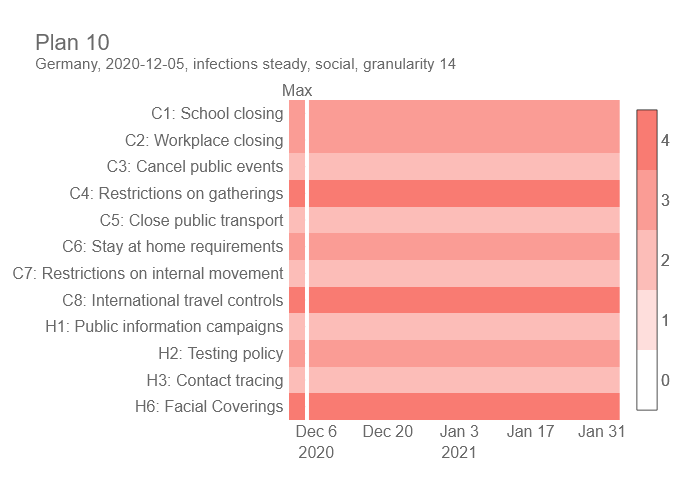 Plan 10
Germany, 2020-12-05, infections steady, social, granularity 14
Max
C1: School closing
C2: Workplace closing
C3: Cancel public events
C4: Restrictions on gatherings
C5: Close public transport
C6: Stay at home requirements
C7: Restrictions on internal movement
C8: International travel controls
H1: Public information campaigns
H2: Testing policy
H3: Contact tracing
H6: Facial Coverings
Dec 6 Dec 20 Jan 3 Jan 17 Jan 31
2020 2021
4
3
2
1
0